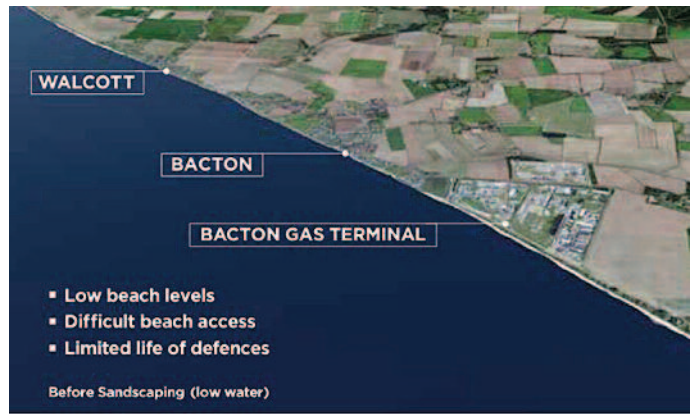 WALCOTT
BACTON
BACTON GAS TERMINAL
▪ Low beach levels
▪ Difficult beach access
▪ Limited life of defences
Before Sandscaping (low water)